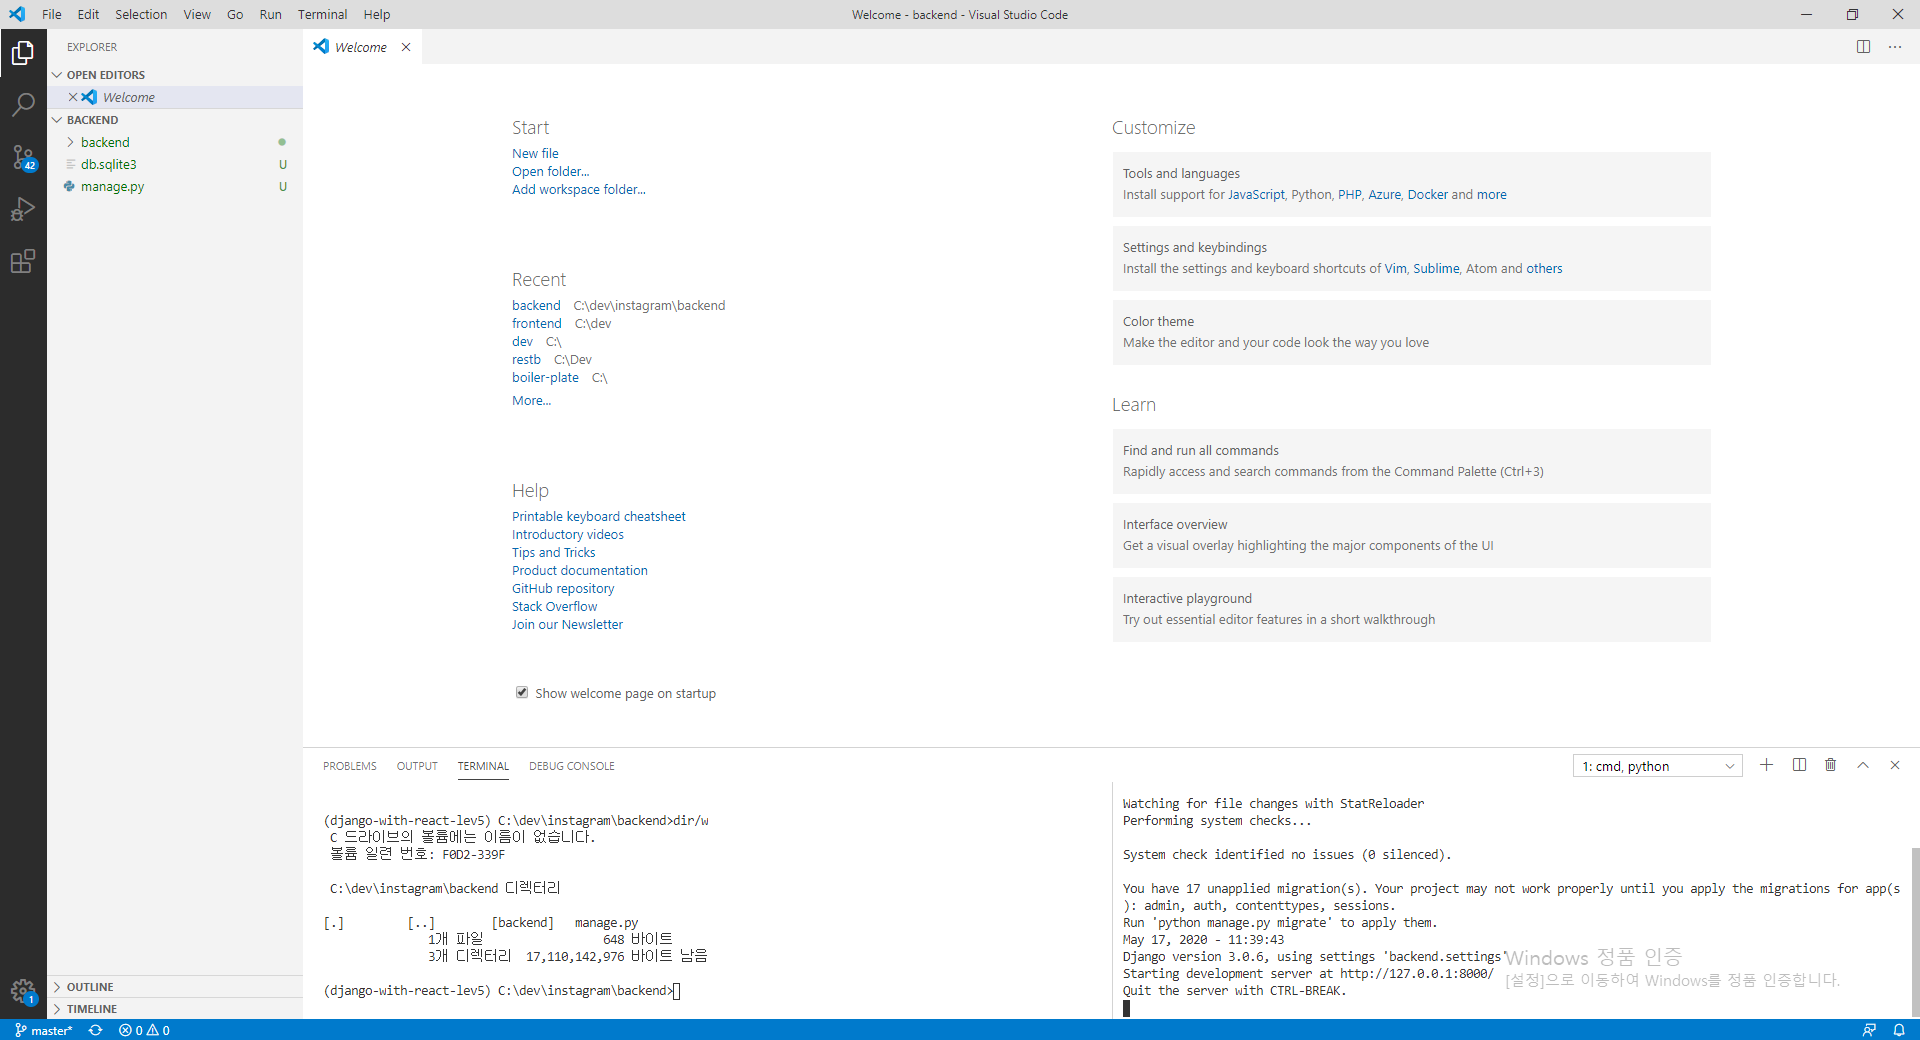 File Edit Selection View Go Run Terminal Help
Welcome - backend - Visual Studio Code
EXPLORER
OPEN EDITORS
Welcome
BACKEND
backend
db.sqlite3 U
manage.py U
42
OUTLINE
TIMELINE
1
Welcome
Start
New file
Open folder...
Add workspace folder...
Recent
backend C:\dev\instagram\backend
frontend C:\dev
dev C:\
restb C:\Dev
boiler-plate C:\
More...
Help
Printable keyboard cheatsheet
Introductory videos
Tips and Tricks
Product documentation
GitHub repository
Stack Overflow
Join our Newsletter
Show welcome page on startup
Customize
Tools and languages
Install support for JavaScript, Python, PHP, Azure, Docker and more
Settings and keybindings
Install the settings and keyboard shortcuts of Vim, Sublime, Atom and others
Color theme
Make the editor and your code look the way you love
Learn
Find and run all commands
Rapidly access and search commands from the Command Palette (Ctrl+3)
Interface overview
Get a visual overlay highlighting the major components of the UI
Interactive playground
Try out essential editor features in a short walkthrough
PROBLEMS OUTPUT TERMINAL DEBUG CONSOLE
1: cmd, python
(django-with-react-lev5) C:\dev\instagram\backend>dir/w
C 드라이브의 볼륨에는 이름이 없습니다.
볼륨 일련 번호: F0D2-339F
C:\dev\instagram\backend 디렉터리
[.] [..] [backend] manage.py
1개 파일 648 바이트
3개 디렉터리 17,110,142,976 바이트 남음
(django-with-react-lev5) C:\dev\instagram\backend>
Watching for file changes with StatReloader
Performing system checks...
System check identified no issues (0 silenced).
You have 17 unapplied migration(s). Your project may not work properly until you apply the migrations for app(s
): admin, auth, contenttypes, sessions.
Run 'python manage.py migrate' to apply them.
May 17, 2020 - 11:39:43
Django version 3.0.6, using settings 'backend.settings'
Starting development server at http://127.0.0.1:8000/
Quit the server with CTRL-BREAK.
Windows 정품 인증
[설정]으로 이동하여 Windows를 정품 인증합니다.
master* 0 0